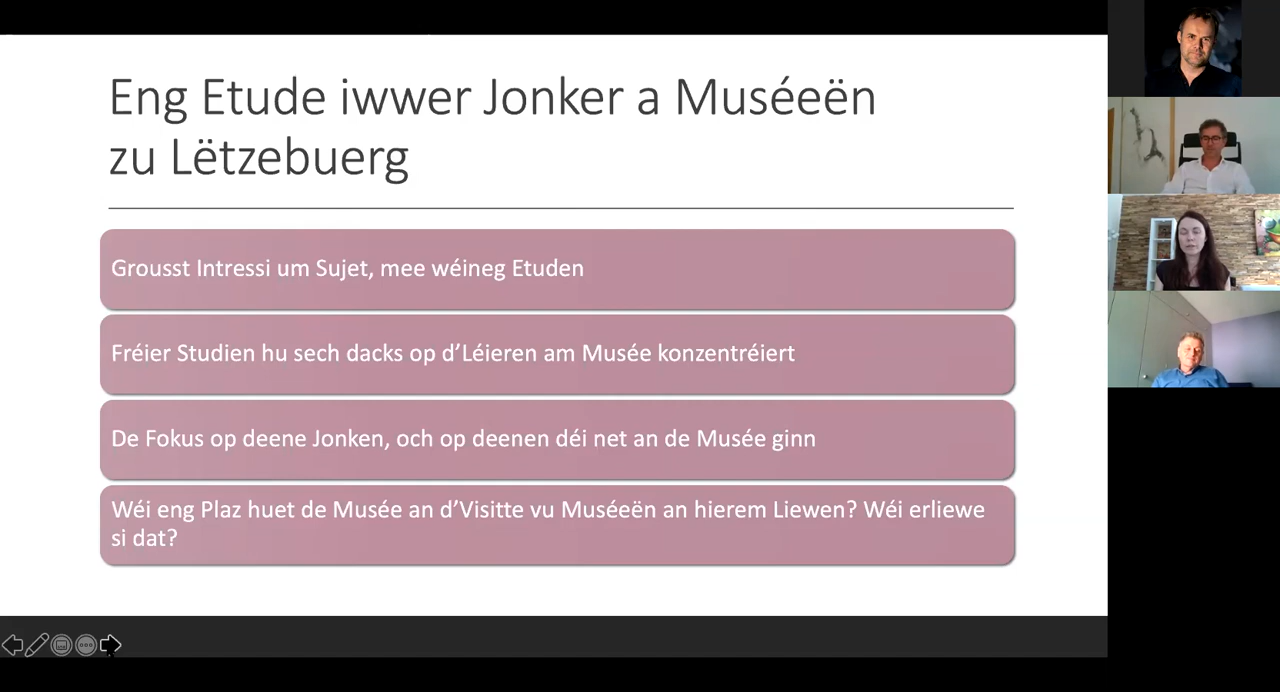 Eng Etude iwwer Jonker a Muséeën
zu Lëtzebuerg
Grousst Intressi um Sujet, mee wéineg Etuden
Fréier Studien hu sech dacks op d’Léieren am Musée konzentréiert
De Fokus op deene Jonken, och op deenen déi net an de Musée ginn
Wéi eng Plaz huet de Musée an d’Visitte vu Muséeën an hierem Liewen? Wéi erliewe
si dat?